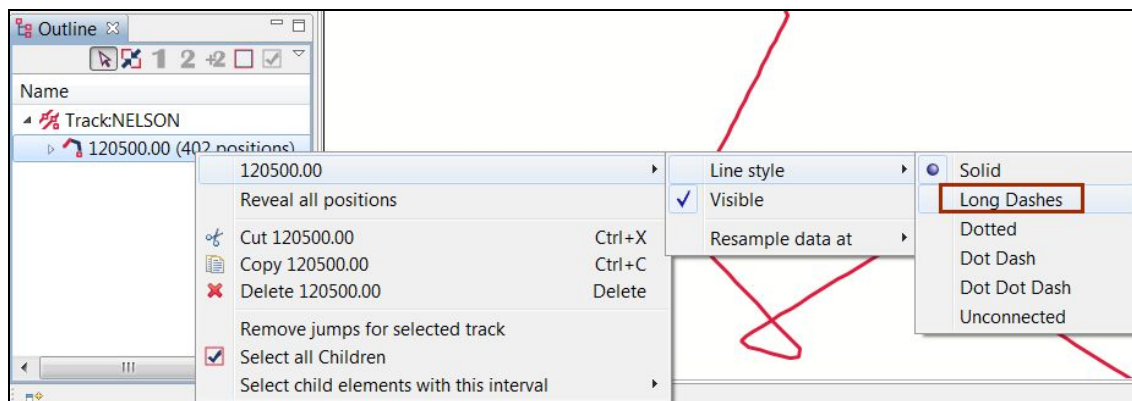 Outline
1 2 +2
Name
Track:NELSON
120500.00 (402 positions)
120500.00
Reveal all positions
Cut 120500.00 Ctrl+X
Copy 120500.00 Ctrl+C
Delete 120500.00 Delete
Remove jumps for selected track
Select all Children
Select child elements with this interval
Line style
Visible
Resample data at
Solid
Long Dashes
Dotted
Dot Dash
Dot Dot Dash
Unconnected